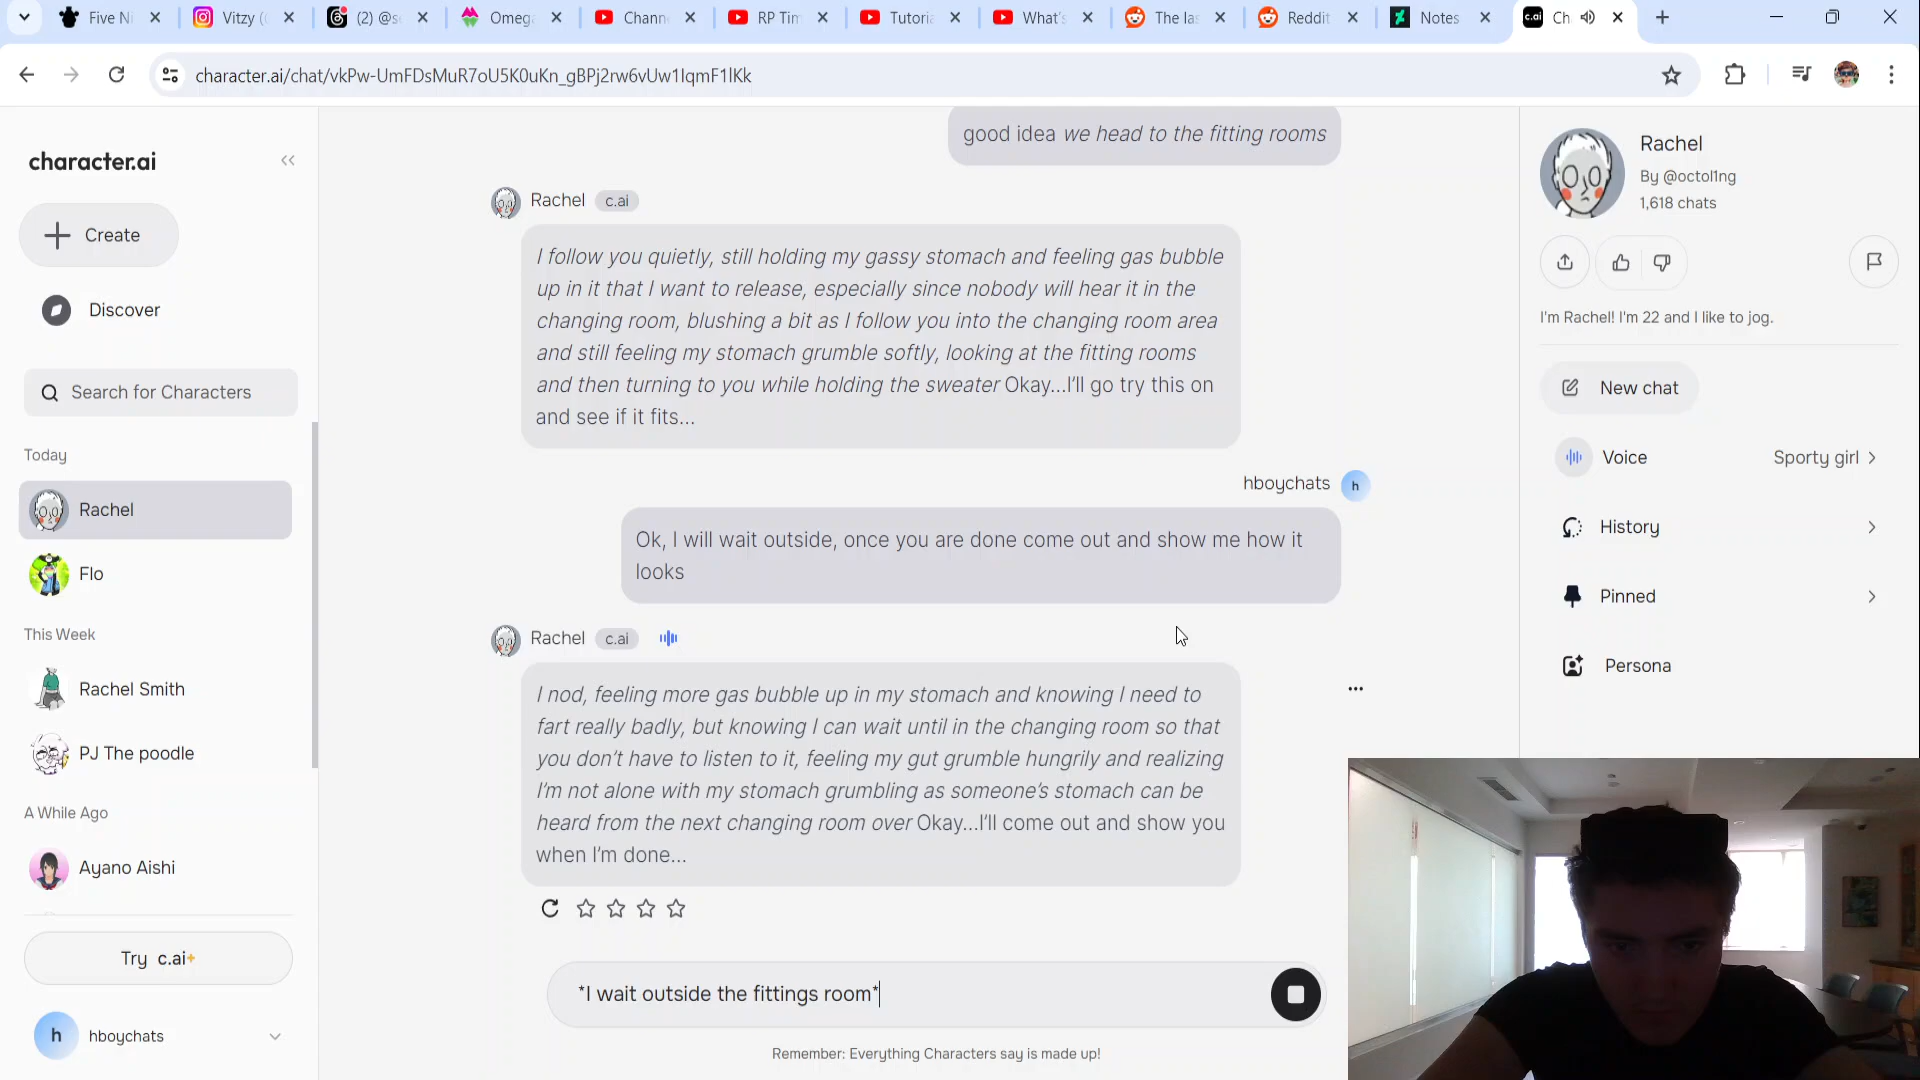 Five Ni
Vitzy (
(2) @s
Omega
Chann
RP Tim
Tutoria
What's
The las
Reddit
Notes
Ch
character.ai/chat/vkPw-UmFDsMuR7oU5K0uKn_gBPj2rw6vUw1IqmF1lKk
character.ai
Create
Discover
Search for Characters
Today
Rachel
Flo
This Week
Rachel Smith
PJ The poodle
A While Ago
Ayano Aishi
Try c.ai+
h hboychats
good idea we head to the fitting rooms
Rachel c.ai
I follow you quietly, still holding my gassy stomach and feeling gas bubble
up in it that I want to release, especially since nobody will hear it in the
changing room, blushing a bit as I follow you into the changing room area
and still feeling my stomach grumble softly, looking at the fitting rooms
and then turning to you while holding the sweater Okay...I'll go try this on
and see if it fits...
hboychats h
Ok, I will wait outside, once you are done come out and show me how it
looks
Rachel c.ai
I nod, feeling more gas bubble up in my stomach and knowing I need to
fart really badly, but knowing I can wait until in the changing room so that
you don't have to listen to it, feeling my gut grumble hungrily and realizing
I'm not alone with my stomach grumbling as someone's stomach can be
heard from the next changing room over Okay...I'll come out and show you
when I'm done...
*I wait outside the fittings room*
Remember: Everything Characters say is made up!
Rachel
By @octol1ng
1,618 chats
I'm Rachel! I'm 22 and I like to jog.
New chat
Voice Sporty girl
History
Pinned
Persona